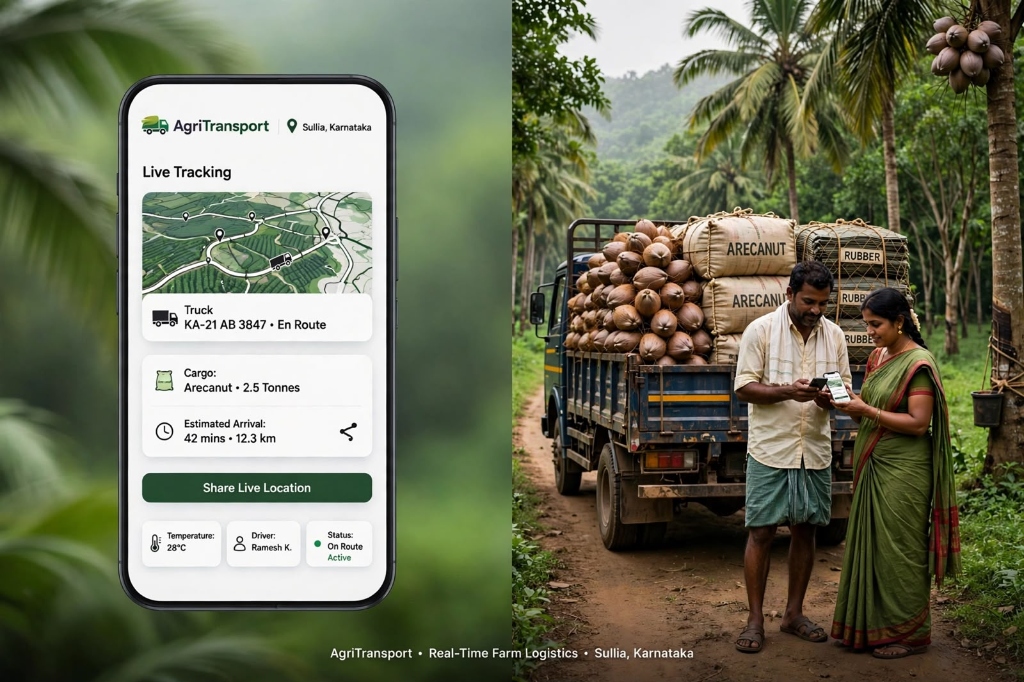 AgriTransport
Sullia, Karnataka
Live Tracking
Truck
KA-21 AB 3847 • En Route
Cargo:
Arecanut • 2.5 Tonnes
Estimated Arrival:
42 mins • 12.3 km
Share Live Location
Temperature:
28°C
Driver:
Ramesh K.
Status:
On Route
Active
ARECANUT
ARECANU
RUBBER
RUBB
RUBBER
AgriTransport • Real-Time Farm Logistics • Sullia, Karnataka